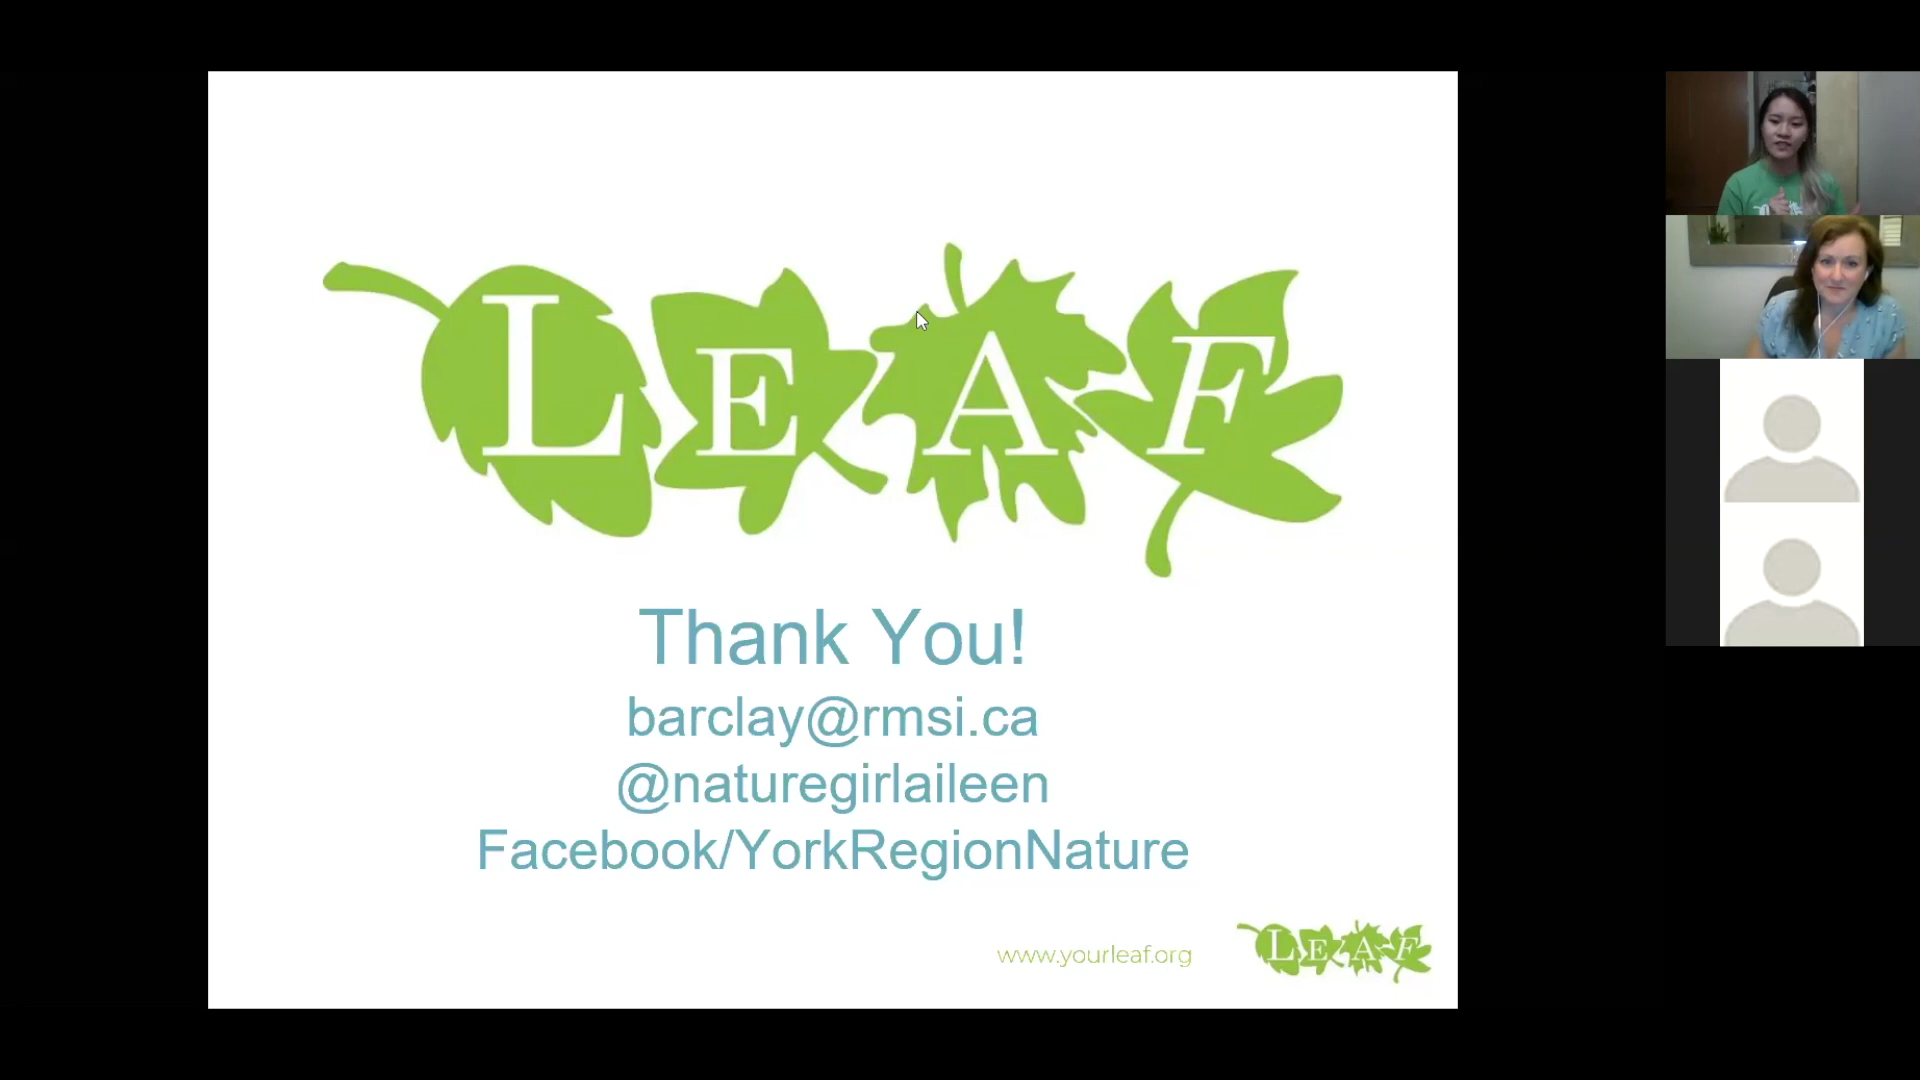 LEAF
Thank You!
barclay@rmsi.ca
@naturegirlaileen
Facebook/YorkRegionNature
www.yourleaf.org
LEAF